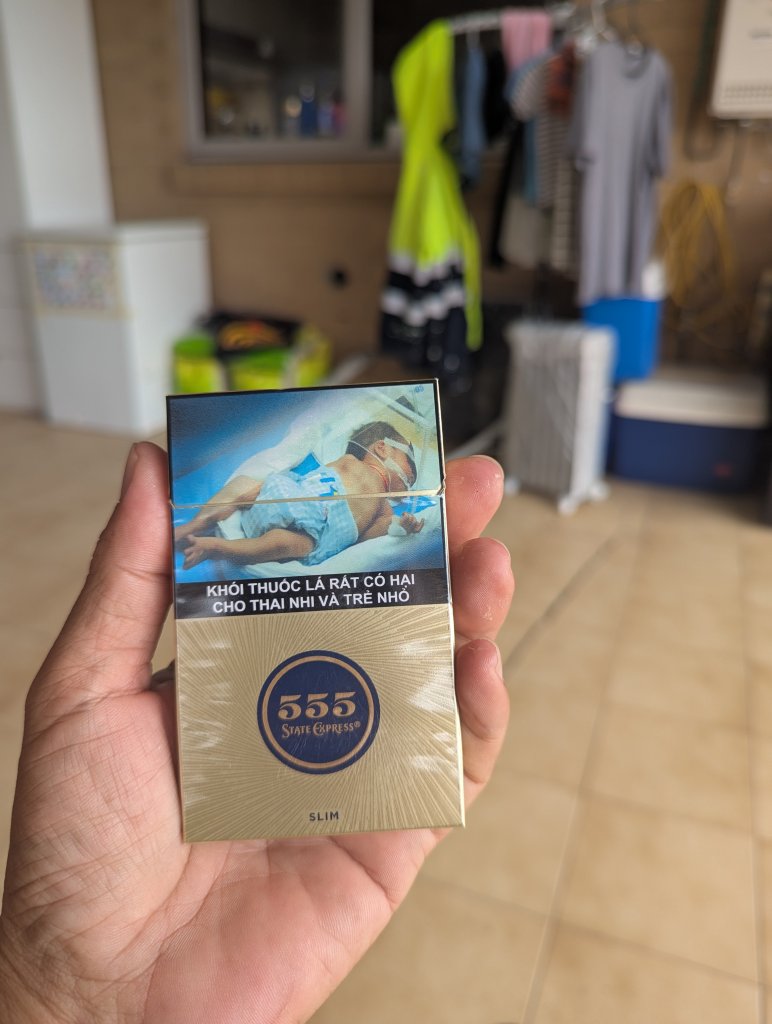 KHÓI THUỐC LÁ RẤT CÓ HẠI
CHO THAI NHI VÀ TRẺ NHỎ
555
STATE EXPRESS®
SLIM